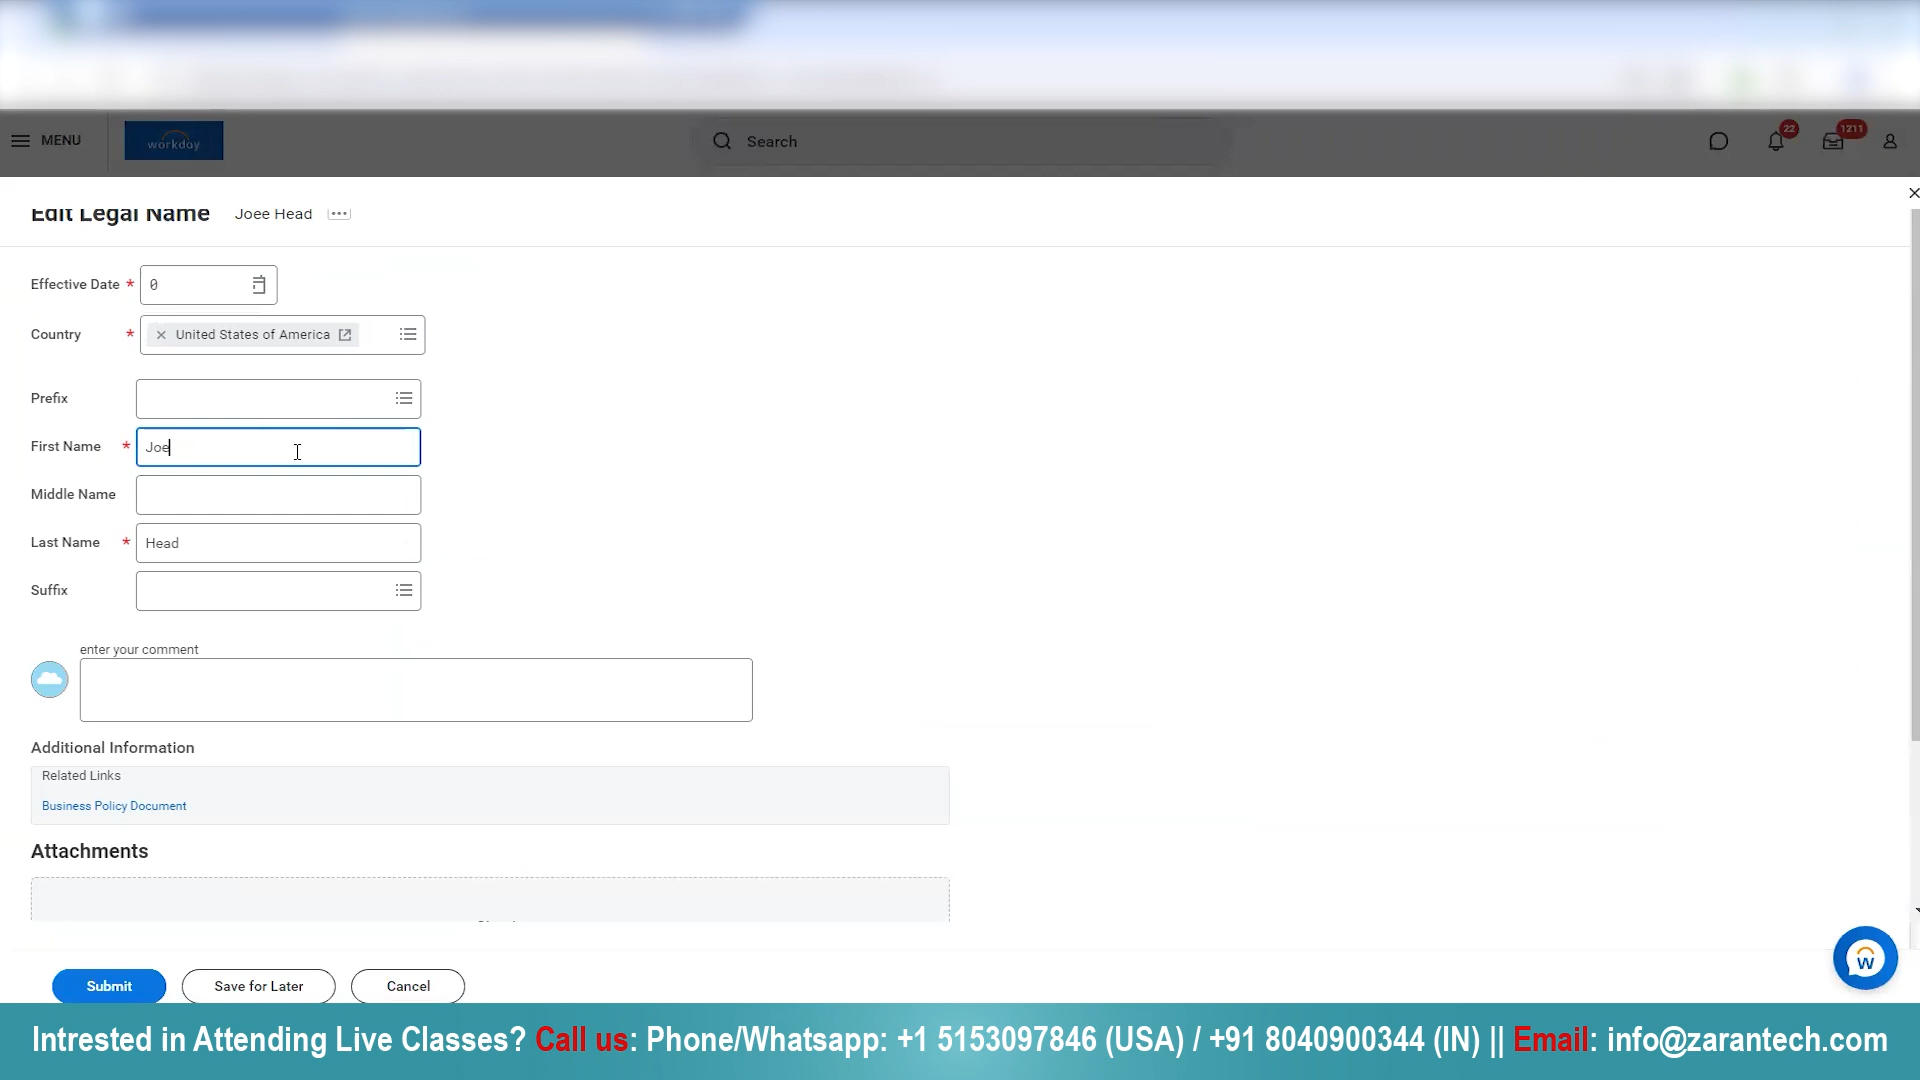 MENU
workday
Search
22
1211
Edit Legal Name Joee Head
Effective Date * 0
Country * United States of America
Prefix
First Name * Joe
Middle Name
Last Name * Head
Suffix
enter your comment
Additional Information
Related Links
Business Policy Document
Attachments
Submit Save for Later Cancel
W
Intrested in Attending Live Classes? Call us: Phone/Whatsapp: +1 5153097846 (USA) / +91 8040900344 (IN) || Email: info@zarantech.com